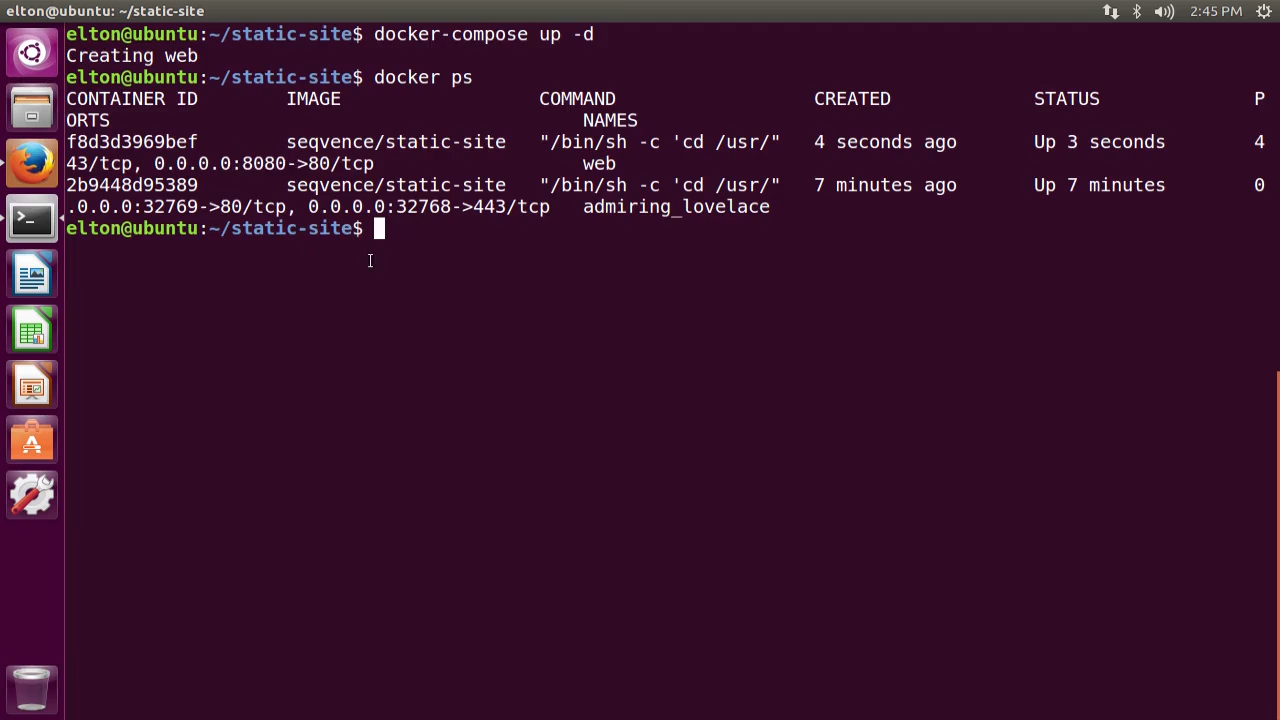 elton@ubuntu: ~/static-site
2:45 PM
elton@ubuntu:~/static-site$ docker-compose up -d
Creating web
elton@ubuntu:~/static-site$ docker ps
CONTAINER ID        IMAGE                  COMMAND                  CREATED             STATUS              P
ORTS                                           NAMES
f8d3d3969bef        seqvence/static-site   "/bin/sh -c 'cd /usr/"   4 seconds ago       Up 3 seconds        4
43/tcp, 0.0.0.0:8080->80/tcp                   web
2b9448d95389        seqvence/static-site   "/bin/sh -c 'cd /usr/"   7 minutes ago       Up 7 minutes        0
.0.0.0:32769->80/tcp, 0.0.0.0:32768->443/tcp   admiring_lovelace
elton@ubuntu:~/static-site$